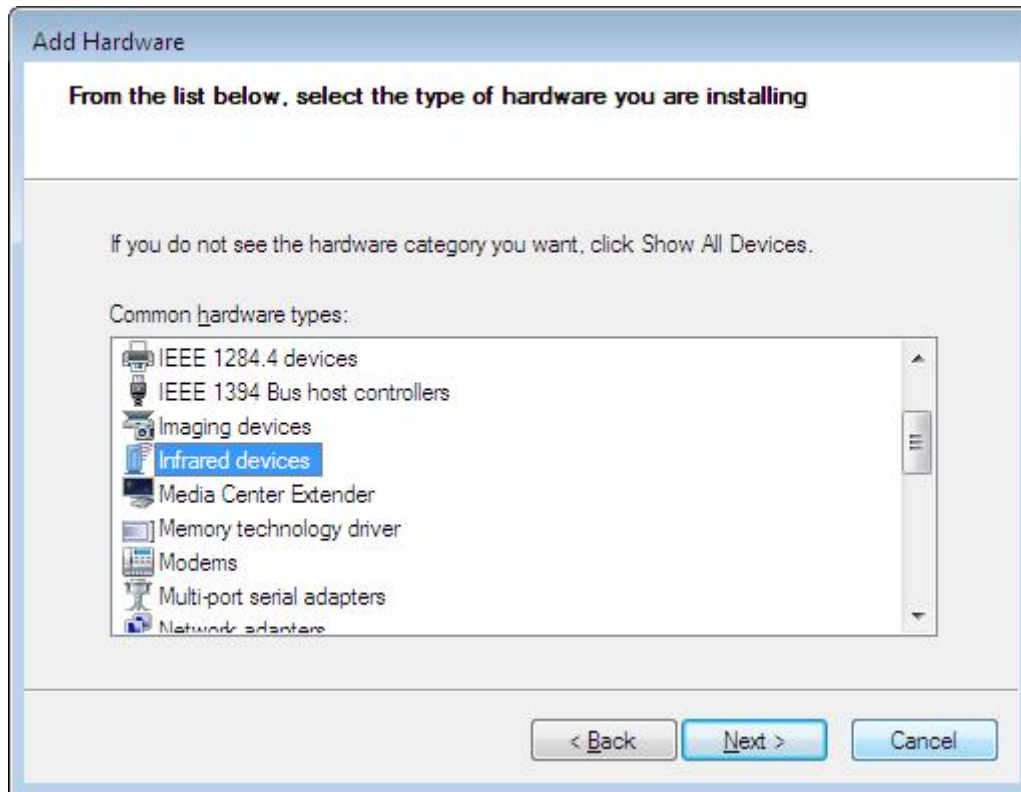 Add Hardware
From the list below, select the type of hardware you are installing
If you do not see the hardware category you want, click Show All Devices.
Common hardware types:
IEEE 1284.4 devices
IEEE 1394 Bus host controllers
Imaging devices
Infrared devices
Media Center Extender
Memory technology driver
Modems
Multi-port serial adapters
Network adapters
< Back Next > Cancel